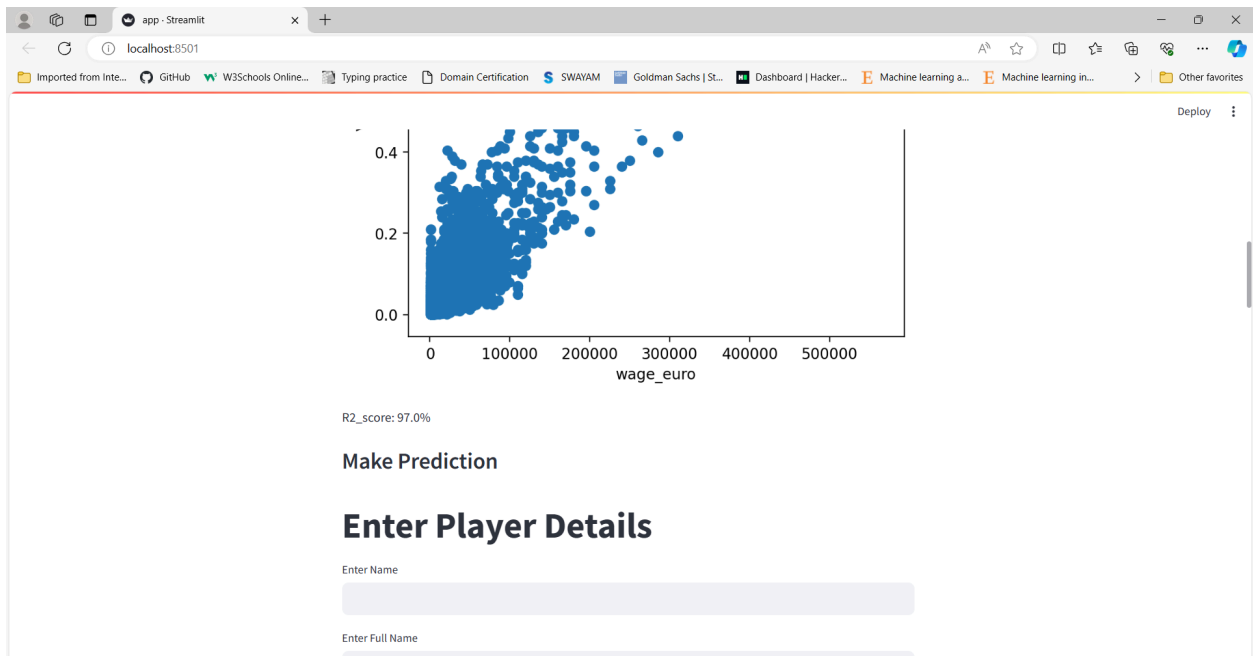 app · Streamlit
localhost:8501
Imported from Inte... GitHub W3Schools Online... Typing practice Domain Certification SWAYAM Goldman Sachs | St... Dashboard | Hacker... Machine learning a... Machine learning in... Other favorites
Deploy
0.4
0.2
0.0
0 100000 200000 300000 400000 500000
wage_euro
R2_score: 97.0%
Make Prediction
Enter Player Details
Enter Name
Enter Full Name